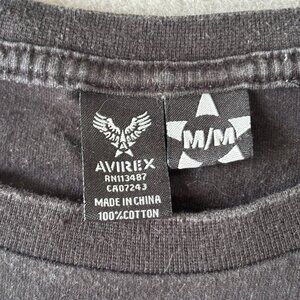 AVIREX
RN113487
CA07243
MADE IN CHINA
100%COTTON
M/M